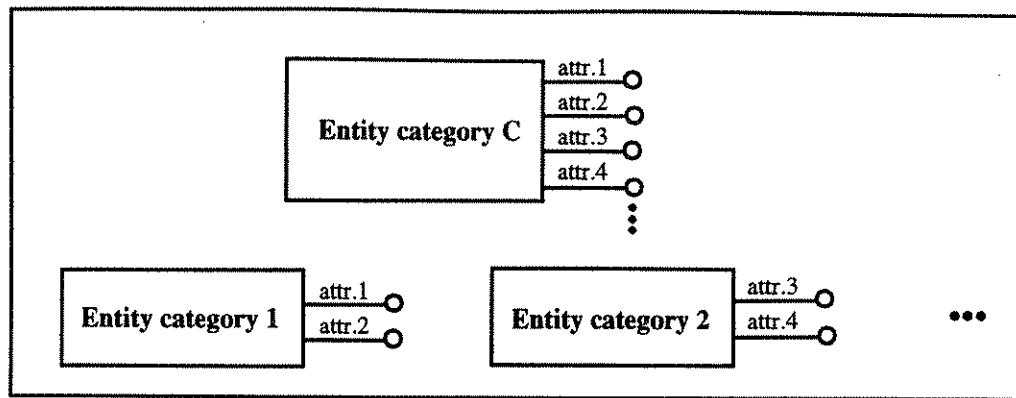 attr.1
attr.2
Entity category C
attr.3
attr.4
attr.1
Entity category 1
attr.2
attr.3
Entity category 2
attr.4